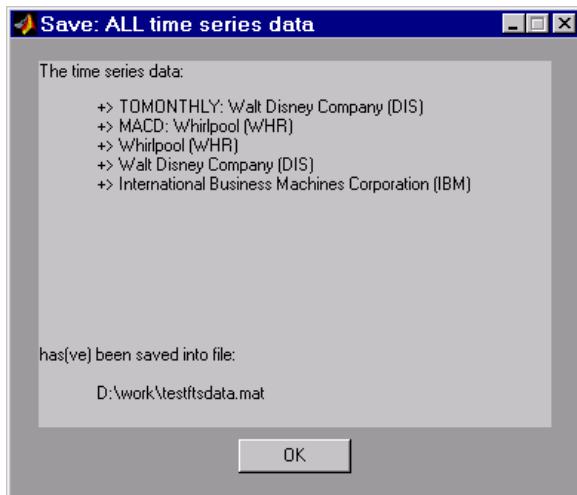 Save: ALL time series data
The time series data:
+> TOMONTHLY: Walt Disney Company (DIS)
+> MACD: Whirlpool (WHR)
+> Whirlpool (WHR)
+> Walt Disney Company (DIS)
+> International Business Machines Corporation (IBM)
has(ve) been saved into file:
D:\work\testftsdata.mat
OK